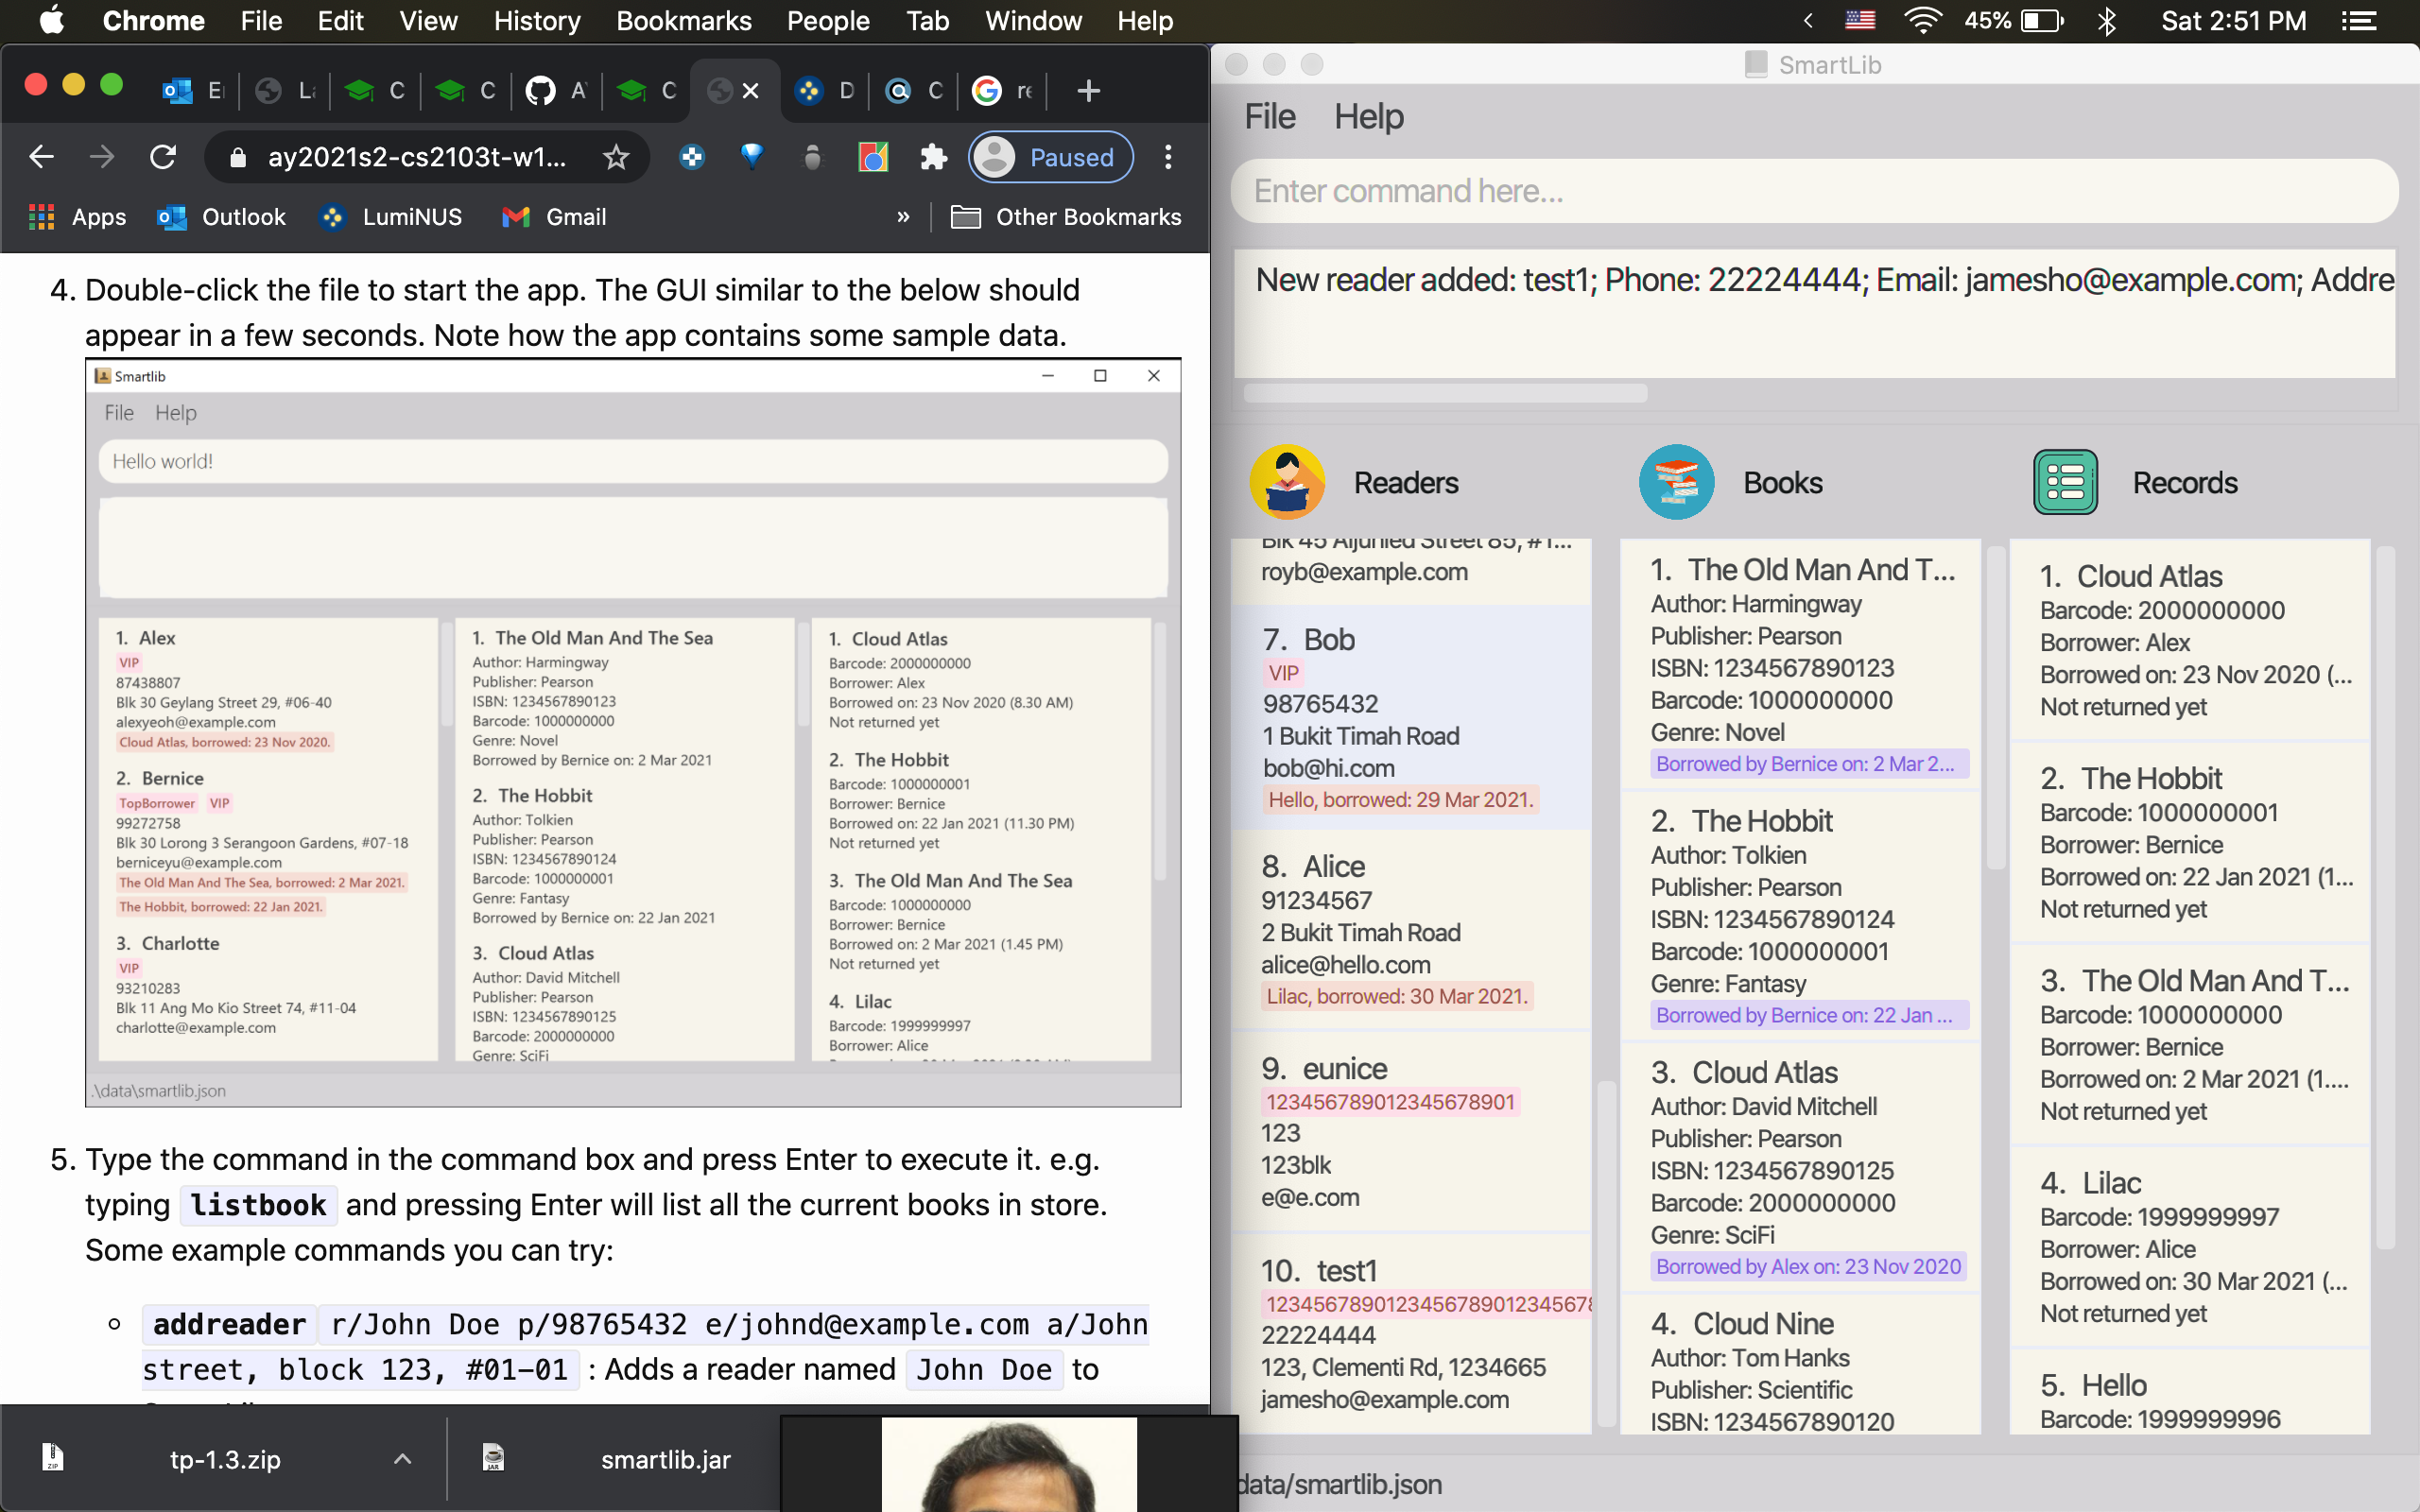 Chrome File Edit View History Bookmarks People Tab Window Help
45% Sat 2:51 PM
C C A C D C
ay2021s2-cs2103t-w1...
Paused
Apps Outlook LumiNUS Gmail » Other Bookmarks
4. Double-click the file to start the app. The GUI similar to the below should
appear in a few seconds. Note how the app contains some sample data.
Smartlib
File Help
Hello world!
1. Alex
VIP
87438807
Blk 30 Geylang Street 29, #06-40
alexyeoh@example.com
Cloud Atlas, borrowed: 23 Nov 2020.
2. Bernice
TopBorrower VIP
99272758
Blk 30 Lorong 3 Serangoon Gardens, #07-18
berniceyu@example.com
The Old Man And The Sea, borrowed: 2 Mar 2021.
The Hobbit, borrowed: 22 Jan 2021.
3. Charlotte
VIP
93210283
Blk 11 Ang Mo Kio Street 74, #11-04
charlotte@example.com
1. The Old Man And The Sea
Author: Harmingway
Publisher: Pearson
ISBN: 1234567890123
Barcode: 1000000000
Genre: Novel
Borrowed by Bernice on: 2 Mar 2021
2. The Hobbit
Author: Tolkien
Publisher: Pearson
ISBN: 1234567890124
Barcode: 1000000001
Genre: Fantasy
Borrowed by Bernice on: 22 Jan 2021
3. Cloud Atlas
Author: David Mitchell
Publisher: Pearson
ISBN: 1234567890125
Barcode: 2000000000
Genre: SciFi
1. Cloud Atlas
Barcode: 2000000000
Borrower: Alex
Borrowed on: 23 Nov 2020 (8.30 AM)
Not returned yet
2. The Hobbit
Barcode: 1000000001
Borrower: Bernice
Borrowed on: 22 Jan 2021 (11.30 PM)
Not returned yet
3. The Old Man And The Sea
Barcode: 1000000000
Borrower: Bernice
Borrowed on: 2 Mar 2021 (1.45 PM)
Not returned yet
4. Lilac
Barcode: 1999999997
Borrower: Alice
.\data\smartlib.json
5. Type the command in the command box and press Enter to execute it. e.g.
typing listbook and pressing Enter will list all the current books in store.
Some example commands you can try:
addreader r/John Doe p/98765432 e/johnd@example.com a/John
street, block 123, #01-01 : Adds a reader named John Doe to
tp-1.3.zip smartlib.jar
SmartLib
File Help
Enter command here...
New reader added: test1; Phone: 22224444; Email: jamesho@example.com; Addre
Readers Books Records
Blk 45 Aljunied Street 85, #1...
royb@example.com
7. Bob
VIP
98765432
1 Bukit Timah Road
bob@hi.com
Hello, borrowed: 29 Mar 2021.
8. Alice
91234567
2 Bukit Timah Road
alice@hello.com
Lilac, borrowed: 30 Mar 2021.
9. eunice
123456789012345678901
123
123blk
e@e.com
10. test1
1234567890123456789012345678
22224444
123, Clementi Rd, 1234665
jamesho@example.com
1. The Old Man And T...
Author: Harmingway
Publisher: Pearson
ISBN: 1234567890123
Barcode: 1000000000
Genre: Novel
Borrowed by Bernice on: 2 Mar 2...
2. The Hobbit
Author: Tolkien
Publisher: Pearson
ISBN: 1234567890124
Barcode: 1000000001
Genre: Fantasy
Borrowed by Bernice on: 22 Jan ...
3. Cloud Atlas
Author: David Mitchell
Publisher: Pearson
ISBN: 1234567890125
Barcode: 2000000000
Genre: SciFi
Borrowed by Alex on: 23 Nov 2020
4. Cloud Nine
Author: Tom Hanks
Publisher: Scientific
ISBN: 1234567890120
1. Cloud Atlas
Barcode: 2000000000
Borrower: Alex
Borrowed on: 23 Nov 2020 (...
Not returned yet
2. The Hobbit
Barcode: 1000000001
Borrower: Bernice
Borrowed on: 22 Jan 2021 (1...
Not returned yet
3. The Old Man And T...
Barcode: 1000000000
Borrower: Bernice
Borrowed on: 2 Mar 2021 (1....
Not returned yet
4. Lilac
Barcode: 1999999997
Borrower: Alice
Borrowed on: 30 Mar 2021 (...
Not returned yet
5. Hello
Barcode: 1999999996
data/smartlib.json